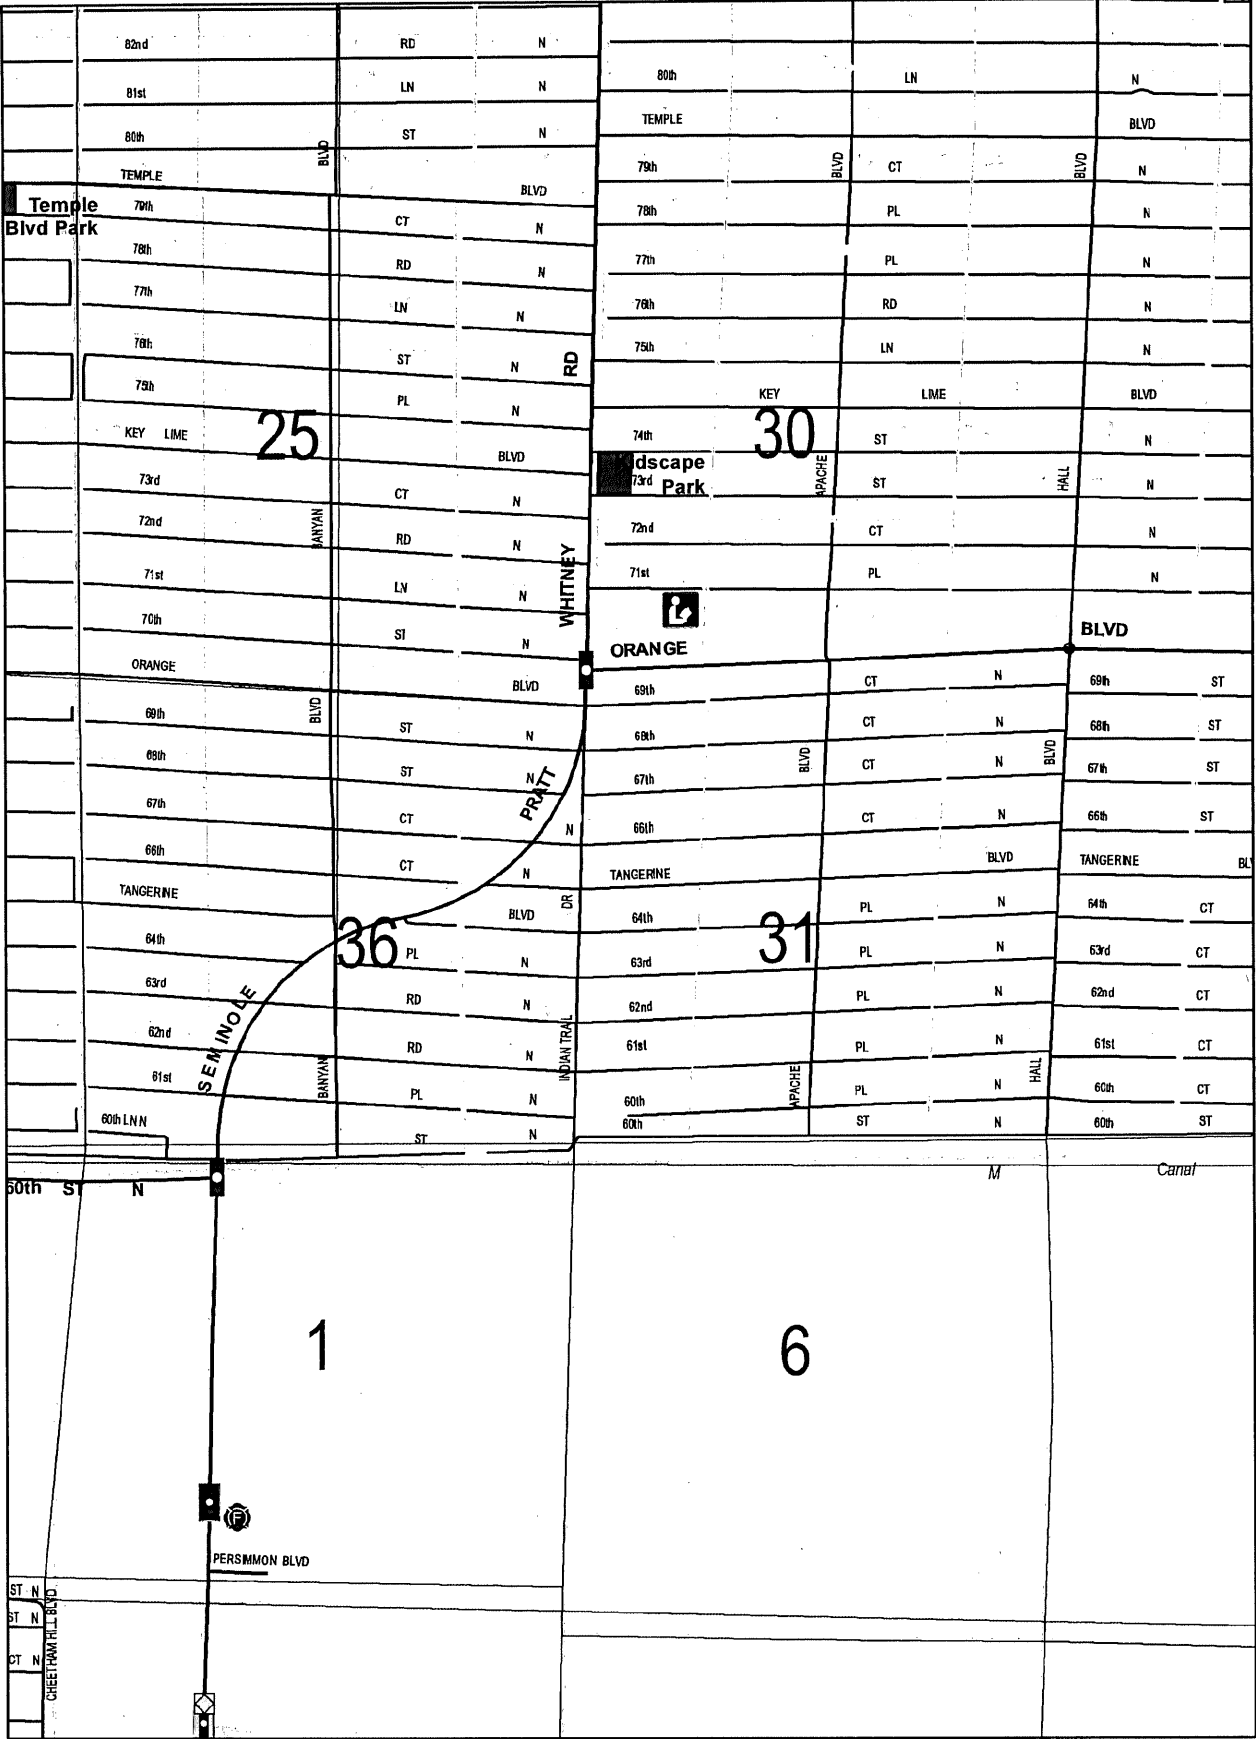 82nd RD N
81st LN N
80th LN N
80th ST N
TEMPLE BLVD
BLVD
TEMPLE BLVD
79th CT N
BLVD
BLVD
Temple
Blvd Park
79th CT N
78th PL N
78th RD N
77th PL N
77th LN N
76th RD N
76th ST N
RD
75th LN N
75th PL N
KEY LIME BLVD
25
30
KEY LIME BLVD
74th ST N
dscape
Park
73rd ST N
APACHE
HALL
73rd CT N
72nd RD N
BANYAN
72nd CT N
71st LN N
WHITNEY
71st PL N
70th ST N
ORANGE BLVD
ORANGE BLVD
69th CT N
69th ST
BLVD
69th ST N
68th CT N
68th ST
68th ST N
PRATT
67th CT N
BLVD
BLVD
67th ST
67th CT N
66th CT N
66th ST
66th CT N
TANGERINE BLVD
TANGERINE
TANGERINE BLVD
DR
64th PL N
64th CT
36
31
64th PL N
63rd PL N
63rd CT
63rd RD N
SEMINOLE
62nd PL N
62nd CT
62nd RD N
INDIAN TRAIL
61st PL N
61st CT
61st PL N
BANYAN
APACHE
HALL
60th PL N
60th CT
60th LN N
60th ST N
60th ST
ST N
M Canal
60th ST N
1
6
F
PERSIMMON BLVD
ST N
ST N
CT N
CHEETHAM HILL BLVD